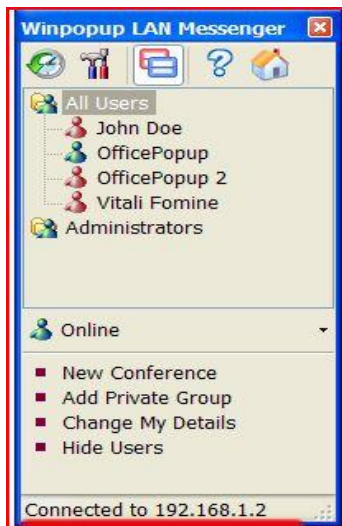 Winpopup LAN Messenger
All Users
John Doe
OfficePopup
OfficePopup 2
Vitali Fomine
Administrators
Online
New Conference
Add Private Group
Change My Details
Hide Users
Connected to 192.168.1.2